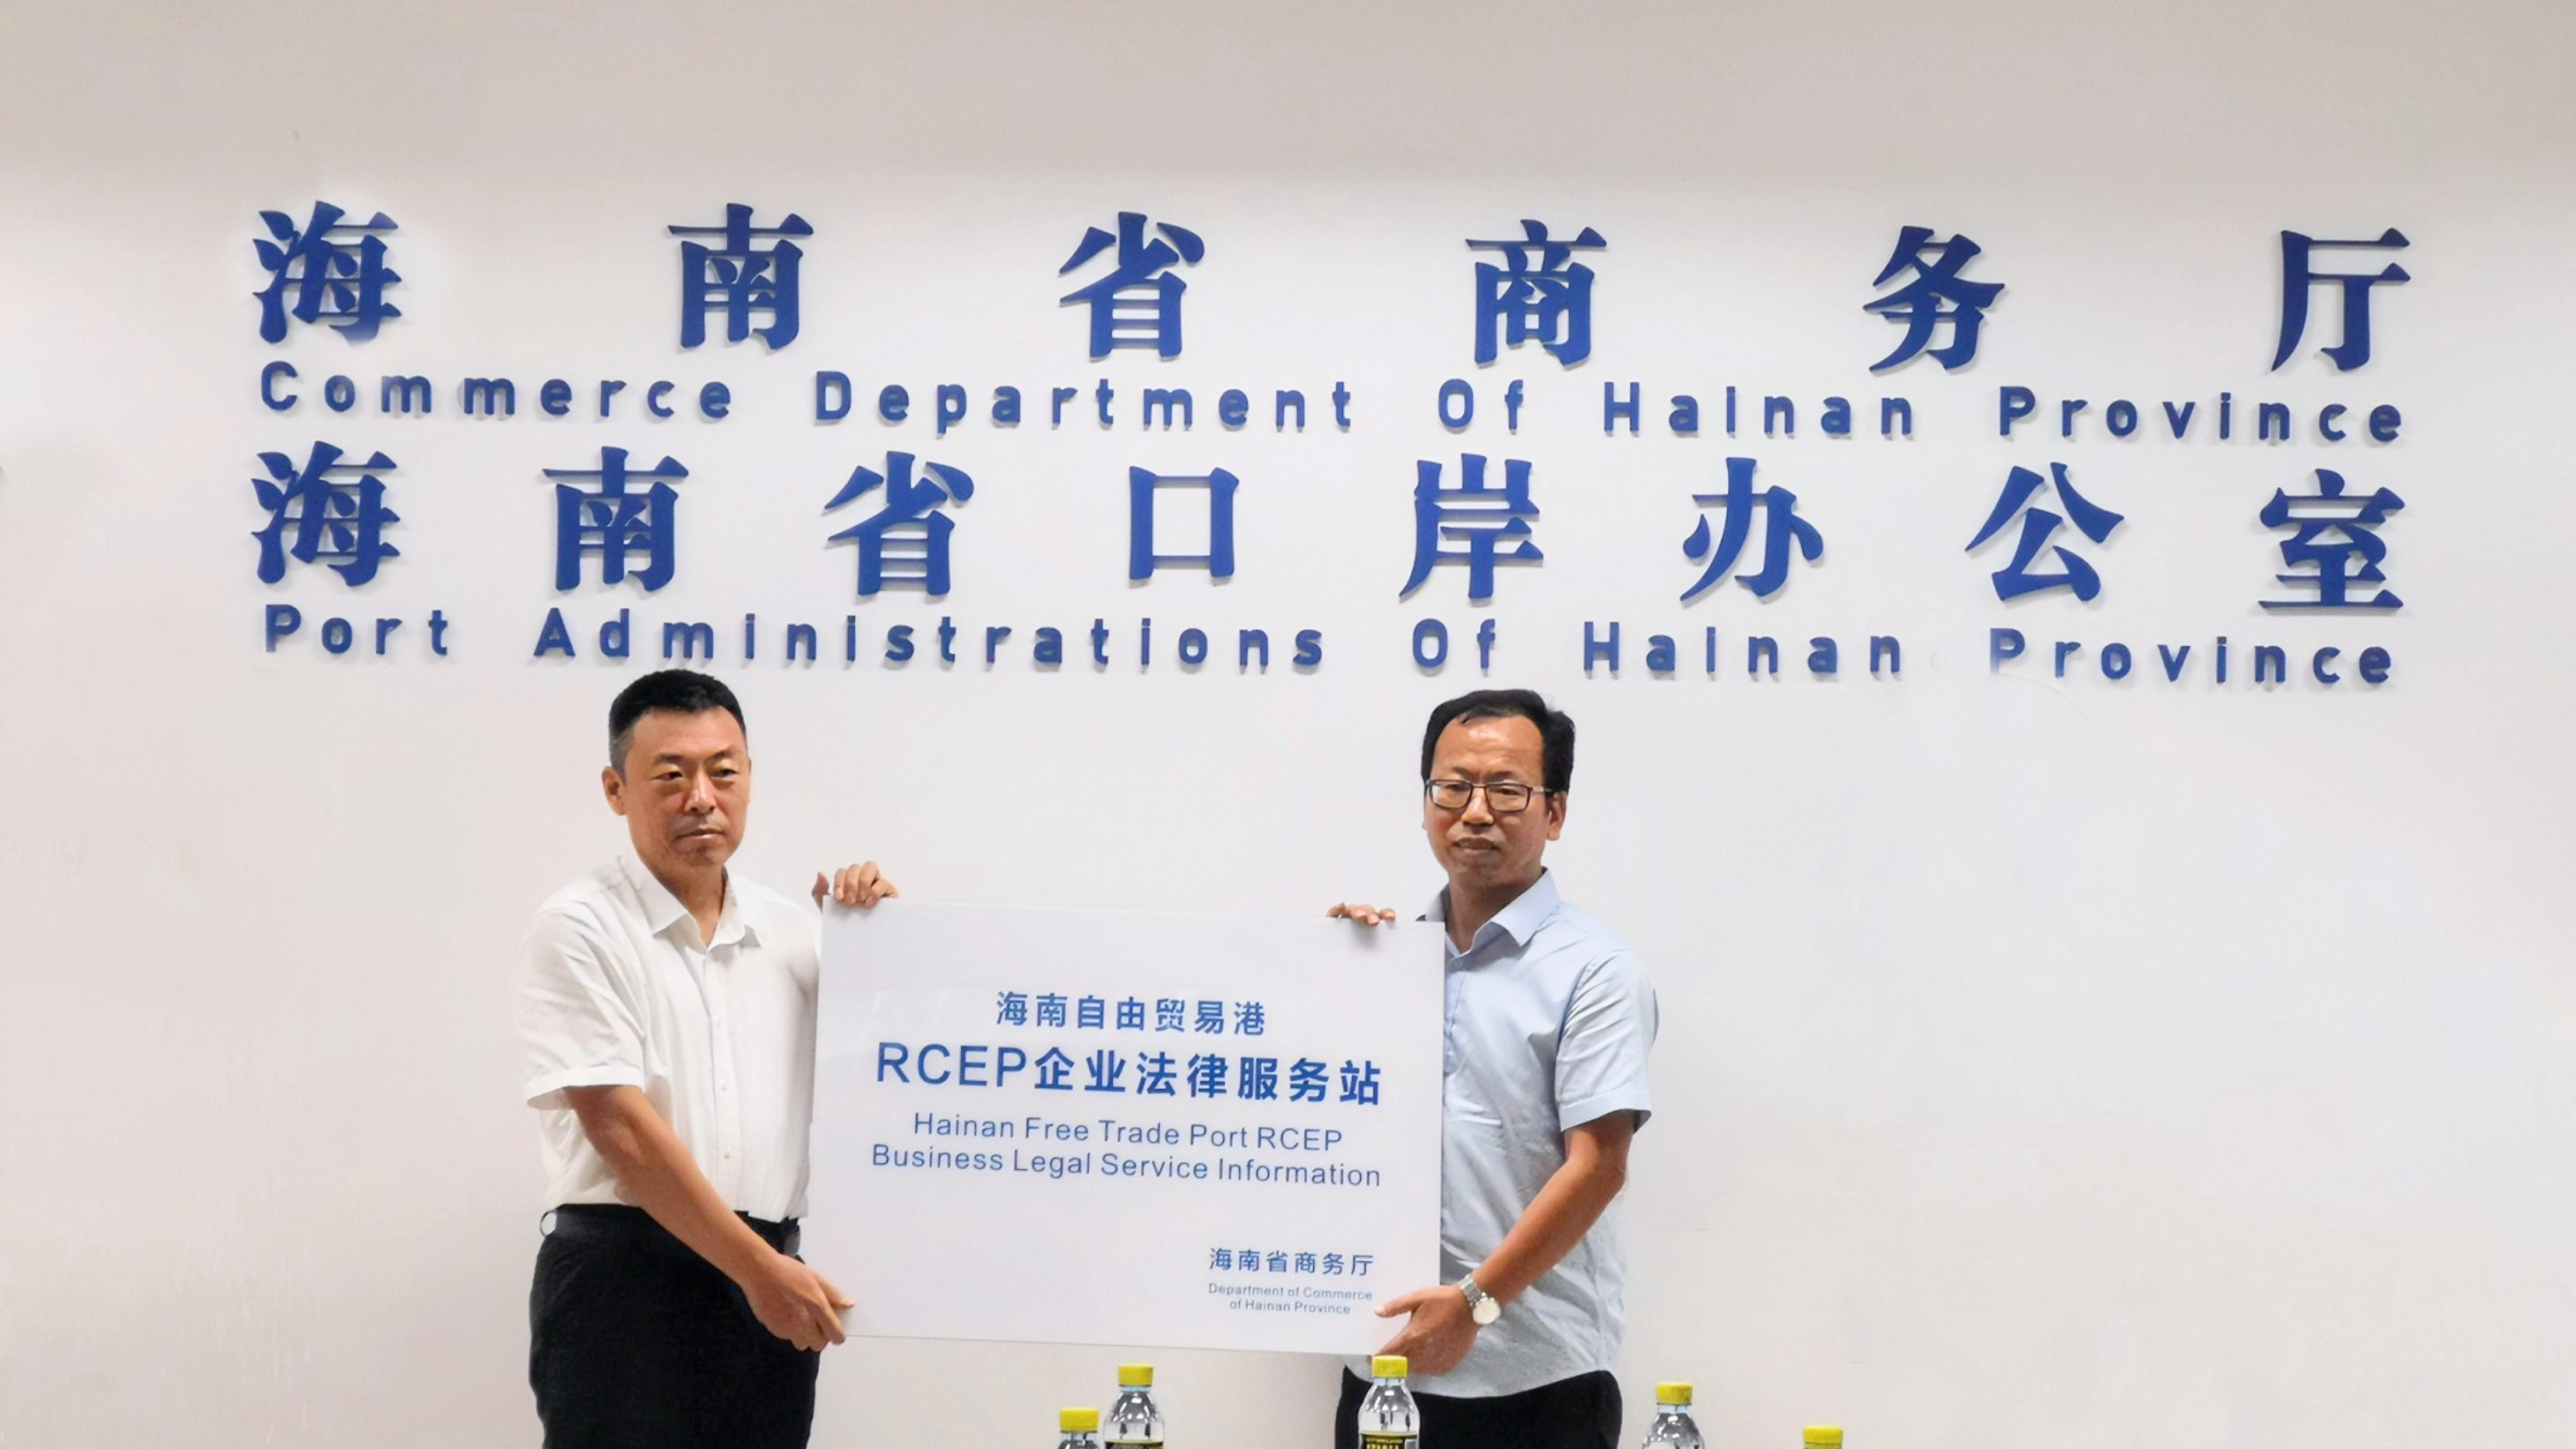 海南省商务厅
Commerce Department Of Hainan Province
海南省口岸办公室
Port Administrations Of Hainan Province
海南自由贸易港
RCEP企业法律服务站
Hainan Free Trade Port RCEP
Business Legal Service Information
海南省商务厅
Department of Commerce
of Hainan Province